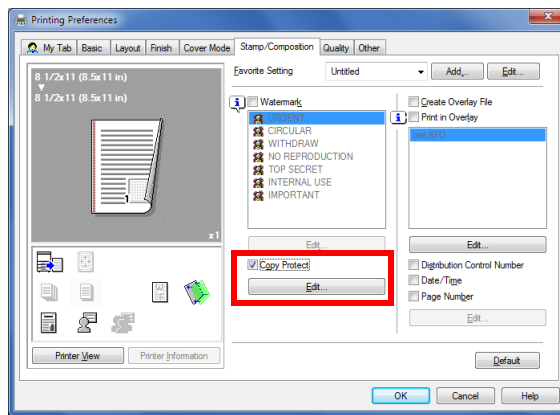 Printing Preferences
My Tab Basic Layout Finish Cover Mode Stamp/Composition Quality Other
8 1/2x11 (8.5x11 in)
8 1/2x11 (8.5x11 in)
1
x1
Favorite Setting Untitled Add... Edit...
Watermark
URGENT
CIRCULAR
WITHDRAW
NO REPRODUCTION
TOP SECRET
INTERNAL USE
IMPORTANT
Edit...
Copy Protect
Edit...
Create Overlay File
Print in Overlay
test.KFO
Edit...
Distribution Control Number
Date/Time
Page Number
Edit...
Printer View Printer Information
Default
OK Cancel Help